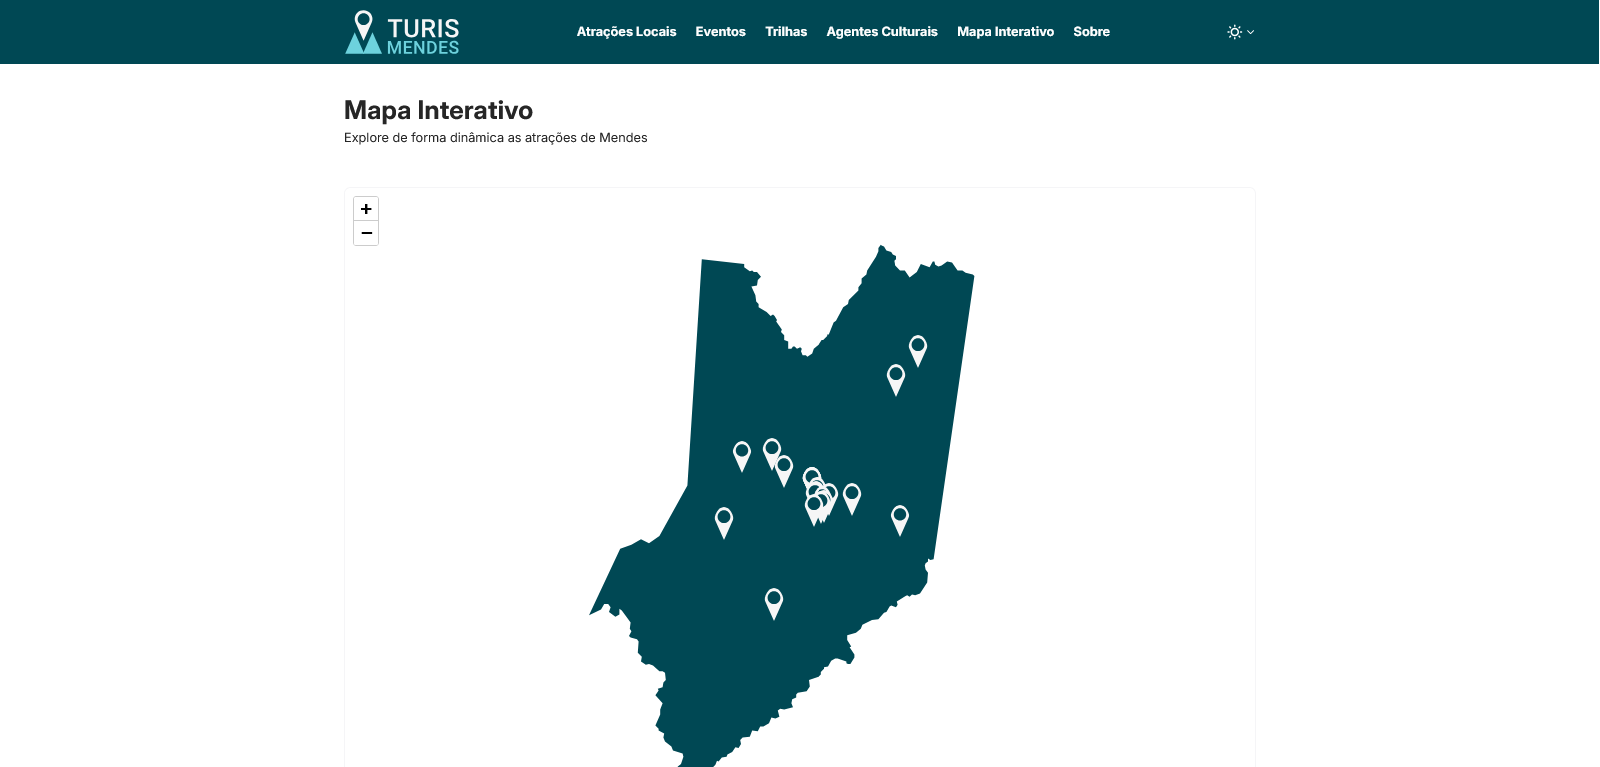 TURIS
MENDES
Atrações Locais
Eventos
Trilhas
Agentes Culturais
Mapa Interativo
Sobre
Mapa Interativo
Explore de forma dinâmica as atrações de Mendes
+
−